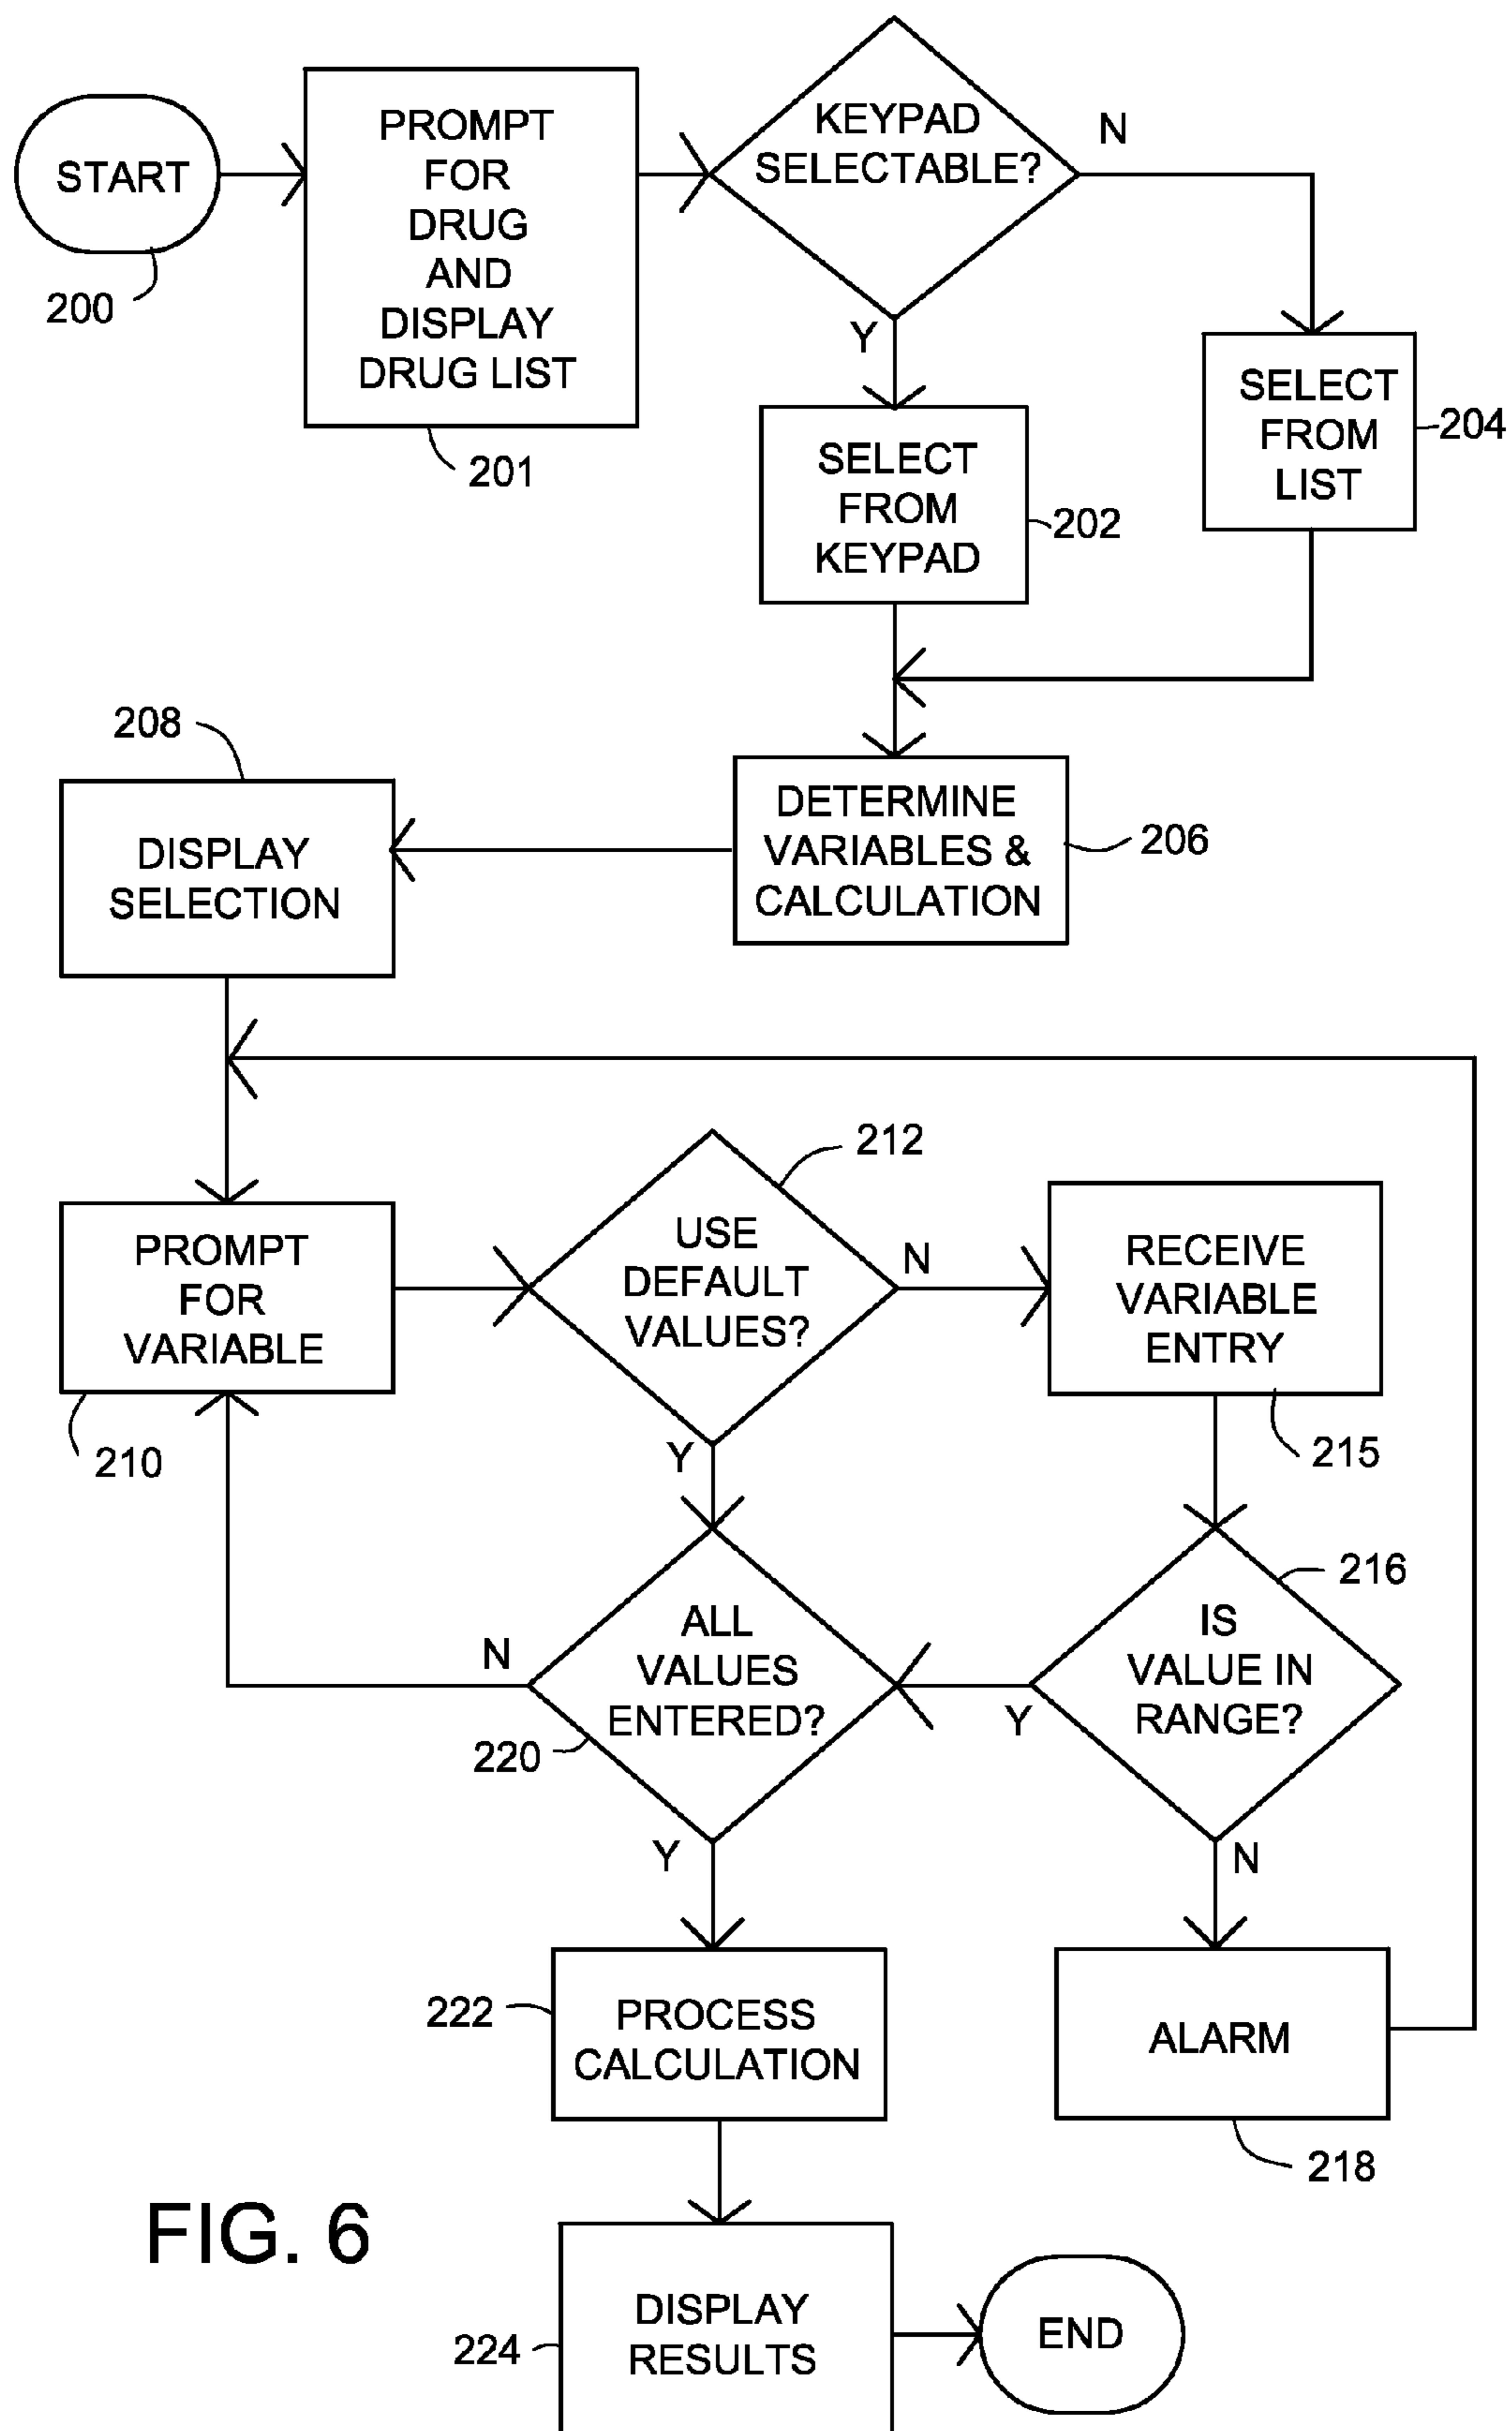 START
200
PROMPT
FOR
DRUG
AND
DISPLAY
DRUG LIST
201
KEYPAD
SELECTABLE?
N
Y
SELECT
FROM
KEYPAD
202
SELECT
FROM
LIST
204
DETERMINE
VARIABLES &
CALCULATION
206
208
DISPLAY
SELECTION
PROMPT
FOR
VARIABLE
210
212
USE
DEFAULT
VALUES?
N
Y
RECEIVE
VARIABLE
ENTRY
215
216
IS
VALUE IN
RANGE?
Y
N
ALL
VALUES
ENTERED?
N
220
Y
222
PROCESS
CALCULATION
ALARM
218
FIG. 6
224
DISPLAY
RESULTS
END